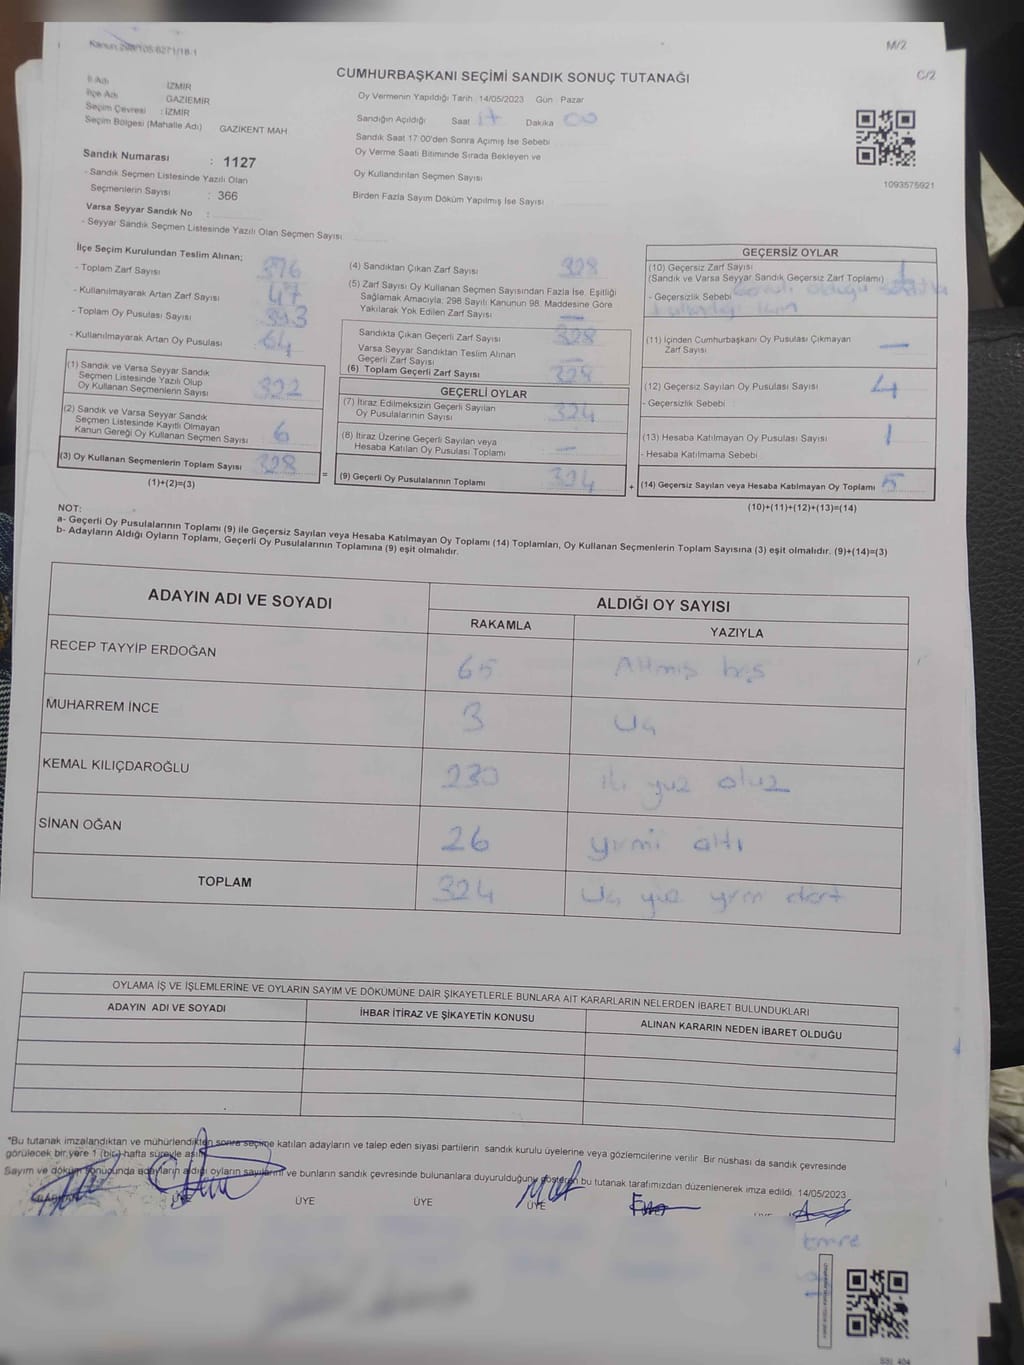 Kanun:298/105/6271/18-1
M/2
C/2
CUMHURBAŞKANI SEÇİMİ SANDIK SONUÇ TUTANAĞI
İl Adı İZMİR
İlçe Adı GAZİEMİR
Seçim Çevresi : İZMİR
Seçim Bölgesi (Mahalle Adı) GAZİKENT MAH
Oy Vermenin Yapıldığı Tarih : 14/05/2023 Gün : Pazar
Sandığın Açıldığı Saat 17 Dakika 00
Sandık Saat 17:00'den Sonra Açımış İse Sebebi
Oy Verme Saati Bitiminde Sırada Bekleyen ve
Oy Kullandırılan Seçmen Sayısı
Birden Fazla Sayım Döküm Yapılmış İse Sayısı
1093575921
Sandık Numarası : 1127
- Sandık Seçmen Listesinde Yazılı Olan
Seçmenlerin Sayısı : 366
Varsa Seyyar Sandık No :
- Seyyar Sandık Seçmen Listesinde Yazılı Olan Seçmen Sayısı
İlçe Seçim Kurulundan Teslim Alınan;
- Toplam Zarf Sayısı 376
- Kullanılmayarak Artan Zarf Sayısı 47
- Toplam Oy Pusulası Sayısı 393
- Kullanılmayarak Artan Oy Pusulası 64
(1) Sandık ve Varsa Seyyar Sandık
Seçmen Listesinde Yazılı Olup
Oy Kullanan Seçmenlerin Sayısı 322
(2) Sandık ve Varsa Seyyar Sandık
Seçmen Listesinde Kayıtlı Olmayan
Kanun Gereği Oy Kullanan Seçmen Sayısı 6
(3) Oy Kullanan Seçmenlerin Toplam Sayısı 328
(1)+(2)=(3)
(4) Sandıktan Çıkan Zarf Sayısı 328
(5) Zarf Sayısı Oy Kullanan Seçmen Sayısından Fazla İse, Eşitliği
Sağlamak Amacıyla; 298 Sayılı Kanunun 98. Maddesine Göre
Yakılarak Yok Edilen Zarf Sayısı —
Sandıkta Çıkan Geçerli Zarf Sayısı 328
Varsa Seyyar Sandıktan Teslim Alınan
Geçerli Zarf Sayısı —
(6) Toplam Geçerli Zarf Sayısı 328
GEÇERLİ OYLAR
(7) İtiraz Edilmeksizin Geçerli Sayılan
Oy Pusulalarının Sayısı 324
(8) İtiraz Üzerine Geçerli Sayılan veya
Hesaba Katılan Oy Pusulası Toplamı —
= (9) Geçerli Oy Pusulalarının Toplamı 324
GEÇERSİZ OYLAR
(10) Geçersiz Zarf Sayısı
(Sandık ve Varsa Seyyar Sandık Geçersiz Zarf Toplamı)
- Geçersizlik Sebebi
(11) İçinden Cumhurbaşkanı Oy Pusulası Çıkmayan
Zarf Sayısı —
(12) Geçersiz Sayılan Oy Pusulası Sayısı 4
- Geçersizlik Sebebi
(13) Hesaba Katılmayan Oy Pusulası Sayısı 1
- Hesaba Katılmama Sebebi
+ (14) Geçersiz Sayılan veya Hesaba Katılmayan Oy Toplamı 5
(10)+(11)+(12)+(13)=(14)
NOT:
a- Geçerli Oy Pusulalarının Toplamı (9) ile Geçersiz Sayılan veya Hesaba Katılmayan Oy Toplamı (14) Toplamları, Oy Kullanan Seçmenlerin Toplam Sayısına (3) eşit olmalıdır. (9)+(14)=(3)
b- Adayların Aldığı Oyların Toplamı, Geçerli Oy Pusulalarının Toplamına (9) eşit olmalıdır.
ADAYIN ADI VE SOYADI ALDIĞI OY SAYISI
RAKAMLA YAZIYLA
RECEP TAYYİP ERDOĞAN 65 Altmış beş
MUHARREM İNCE 3 Üç
KEMAL KILIÇDAROĞLU 230 iki yüz otuz
SİNAN OĞAN 26 yirmi altı
TOPLAM 324 Üç yüz yirmi dört
OYLAMA İŞ VE İŞLEMLERİNE VE OYLARIN SAYIM VE DÖKÜMÜNE DAİR ŞİKAYETLERLE BUNLARA AİT KARARLARIN NELERDEN İBARET BULUNDUKLARI
ADAYIN ADI VE SOYADI İHBAR İTİRAZ VE ŞİKAYETİN KONUSU ALINAN KARARIN NEDEN İBARET OLDUĞU
"Bu tutanak imzalandıktan ve mühürlendikten sonra seçime katılan adayların ve talep eden siyasi partilerin sandık kurulu üyelerine veya gözlemcilerine verilir. Bir nüshası da sandık çevresinde
görülecek bir yere 1 (bir) hafta süreyle asılır.
Sayım ve döküm sonucunda adayların aldığı oyların sayılarını ve bunların sandık çevresinde bulunanlara duyurulduğunu gösteren bu tutanak tarafımızdan düzenlenerek imza edildi. 14/05/2023
BAŞKAN ÜYE ÜYE ÜYE ÜYE
Emre